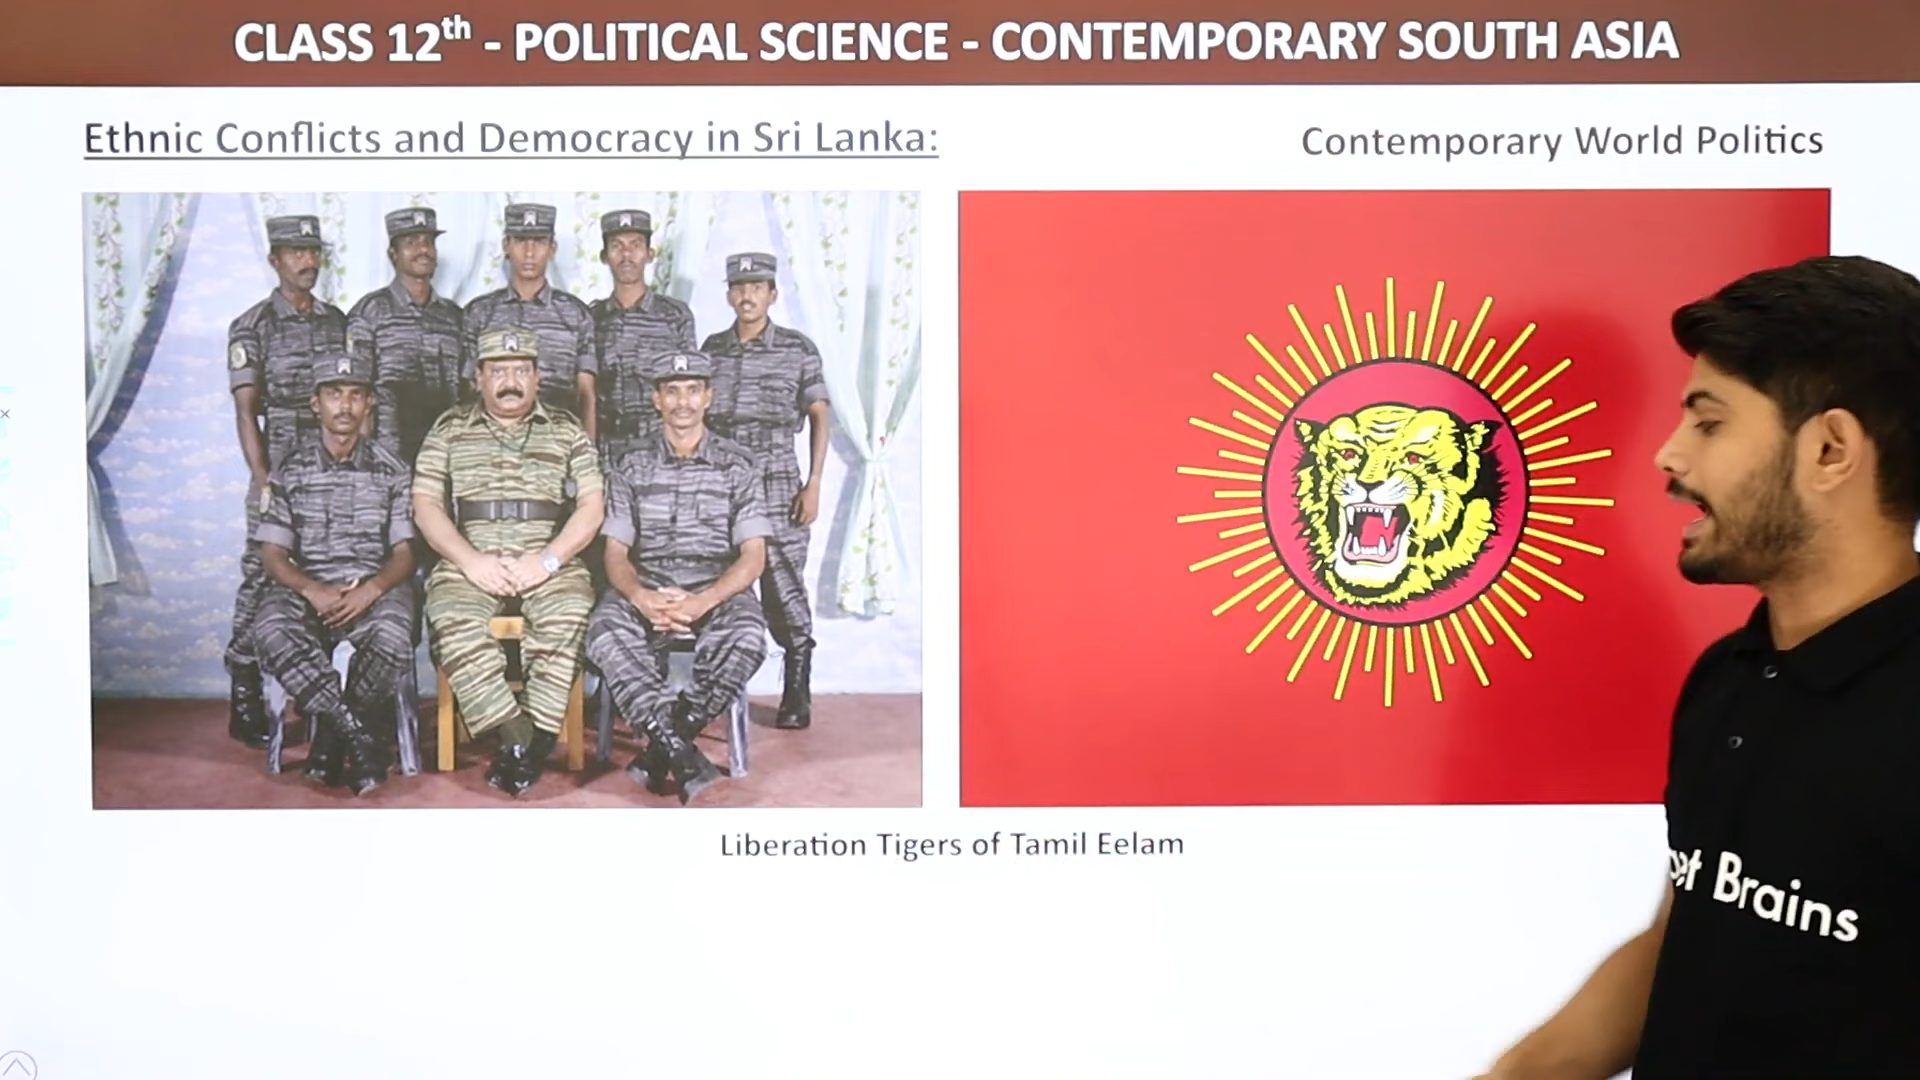 CLASS 12th - POLITICAL SCIENCE - CONTEMPORARY SOUTH ASIA
Ethnic Conflicts and Democracy in Sri Lanka:
Contemporary World Politics
Liberation Tigers of Tamil Eelam
Brains